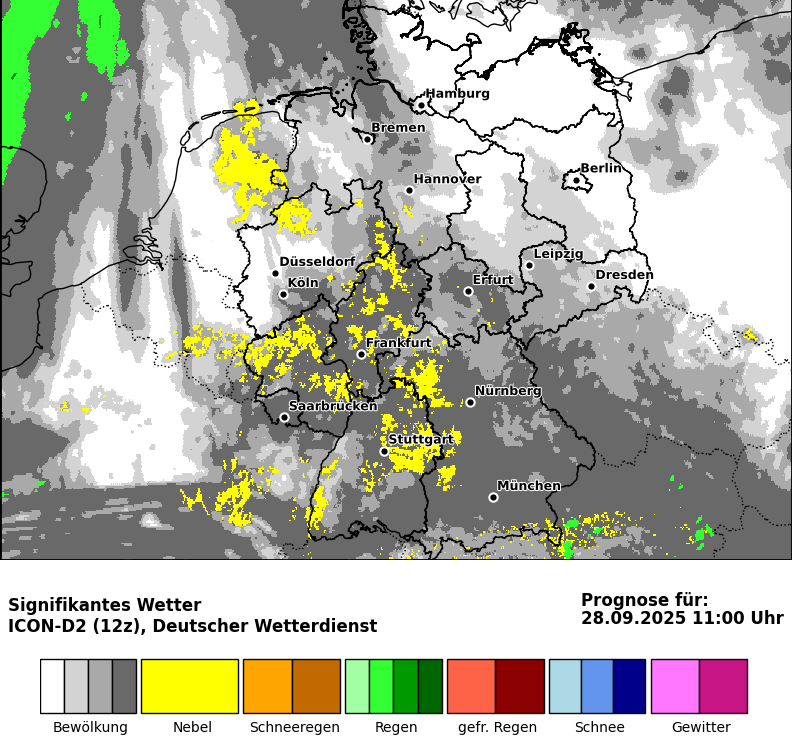 Hamburg
Bremen
Berlin
Hannover
Leipzig
Düsseldorf
Dresden
Köln
Erfurt
Frankfurt
Nürnberg
Saarbrücken
Stuttgart
München
Signifikantes Wetter
ICON-D2 (12z), Deutscher Wetterdienst
Prognose für:
28.09.2025 11:00 Uhr
Bewölkung Nebel Schneeregen Regen gefr. Regen Schnee Gewitter